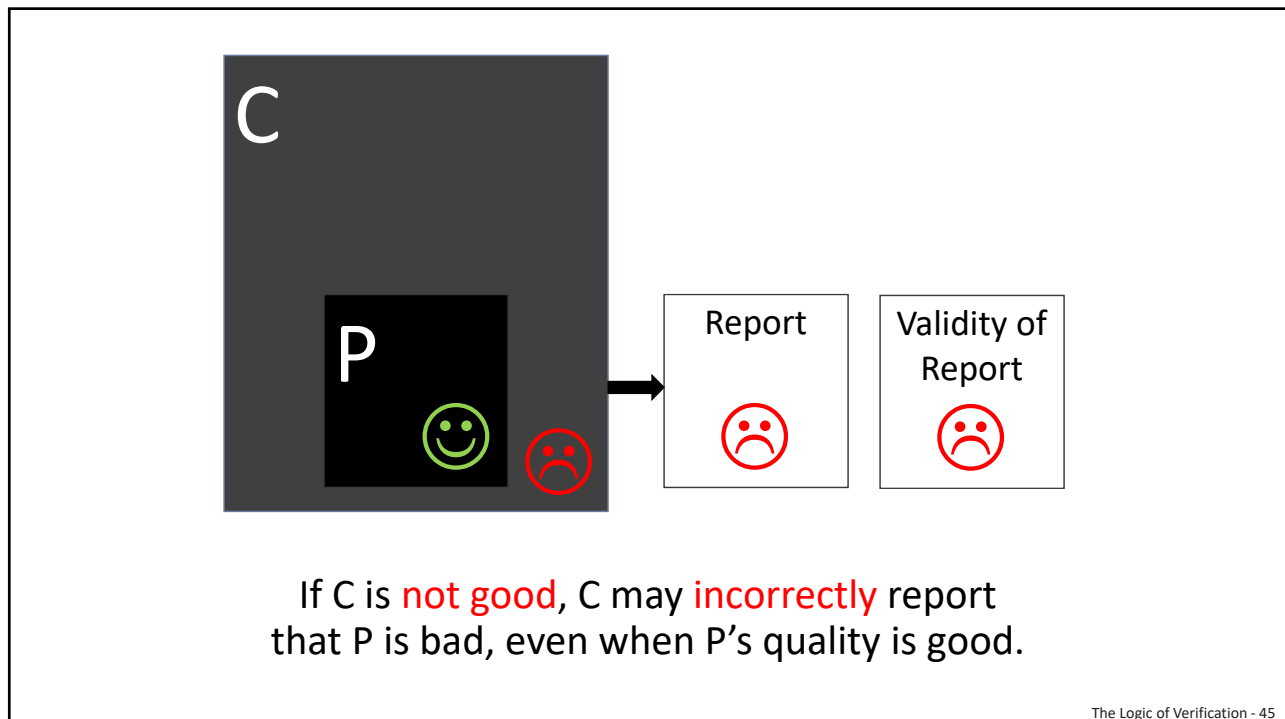 C
P
Report
Validity of
Report
If C is not good, C may incorrectly report
that P is bad, even when P’s quality is good.
The Logic of Verification - 45